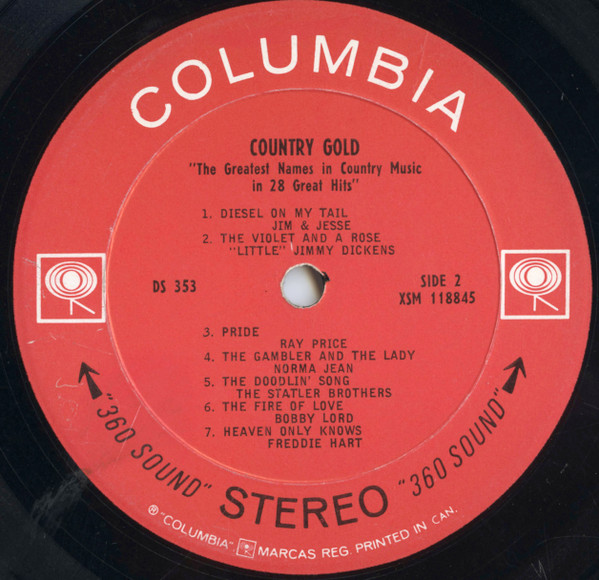 COLUMBIA
COUNTRY GOLD
"The Greatest Names in Country Music
in 28 Great Hits"
1. DIESEL ON MY TAIL
JIM & JESSE
2. THE VIOLET AND A ROSE
"LITTLE" JIMMY DICKENS
DS 353
SIDE 2
XSM 118845
3. PRIDE
RAY PRICE
4. THE GAMBLER AND THE LADY
NORMA JEAN
5. THE DOODLIN' SONG
THE STATLER BROTHERS
6. THE FIRE OF LOVE
BOBBY LORD
7. HEAVEN ONLY KNOWS
FREDDIE HART
"360 SOUND" STEREO "360 SOUND"
℗ "COLUMBIA" MARCAS REG. PRINTED IN CAN.